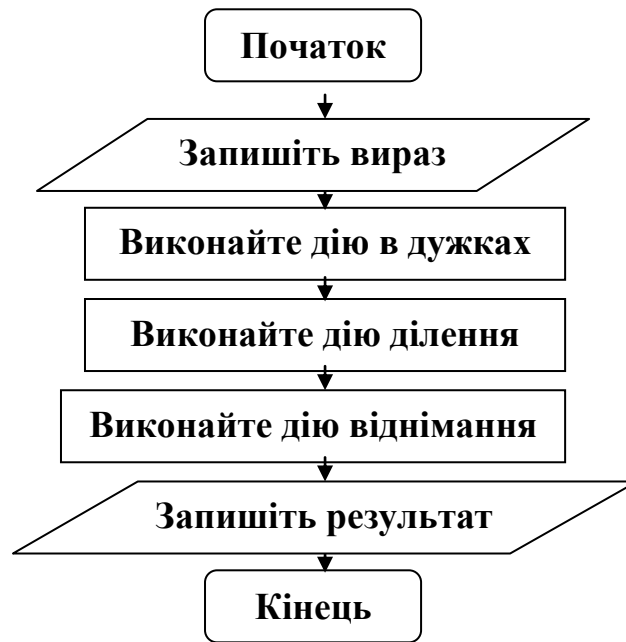 Початок
Запишіть вираз
Виконайте дію в дужках
Виконайте дію ділення
Виконайте дію віднімання
Запишіть результат
Кінець